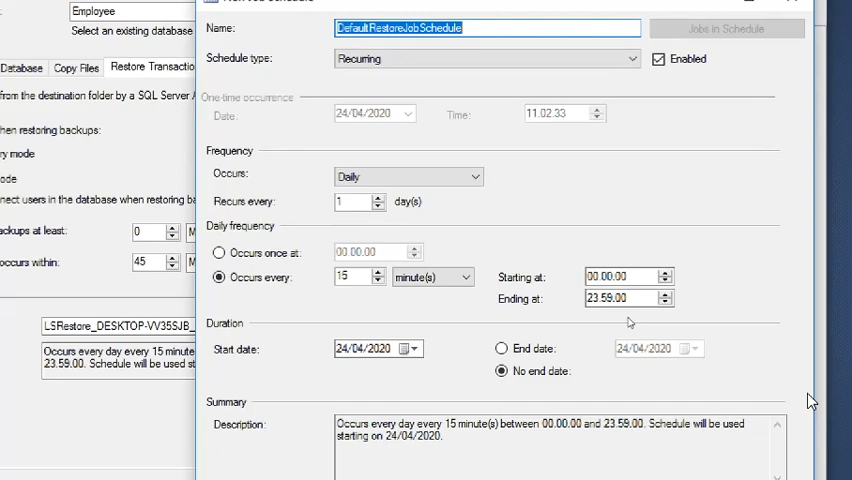 Employee
Select an existing database
Database Copy Files Restore Transactio
from the destination folder by a SQL Server A
hen restoring backups:
ry mode
ode
nnect users in the database when restoring ba
ackups at least: 0 M
occurs within: 45 M
LSRestore_DESKTOP-VV35SJB_
Occurs every day every 15 minute
23.59.00. Schedule will be used
Name: DefaultRestoreJobSchedule Jobs in Schedule
Schedule type: Recurring Enabled
One-time occurrence
Date: 24/04/2020 Time: 11.02.33
Frequency
Occurs: Daily
Recurs every: 1 day(s)
Daily frequency
Occurs once at: 00.00.00
Occurs every: 15 minute(s) Starting at: 00.00.00
Ending at: 23.59.00
Duration
Start date: 24/04/2020 End date: 24/04/2020
No end date:
Summary
Description: Occurs every day every 15 minute(s) between 00.00.00 and 23.59.00. Schedule will be used
starting on 24/04/2020.